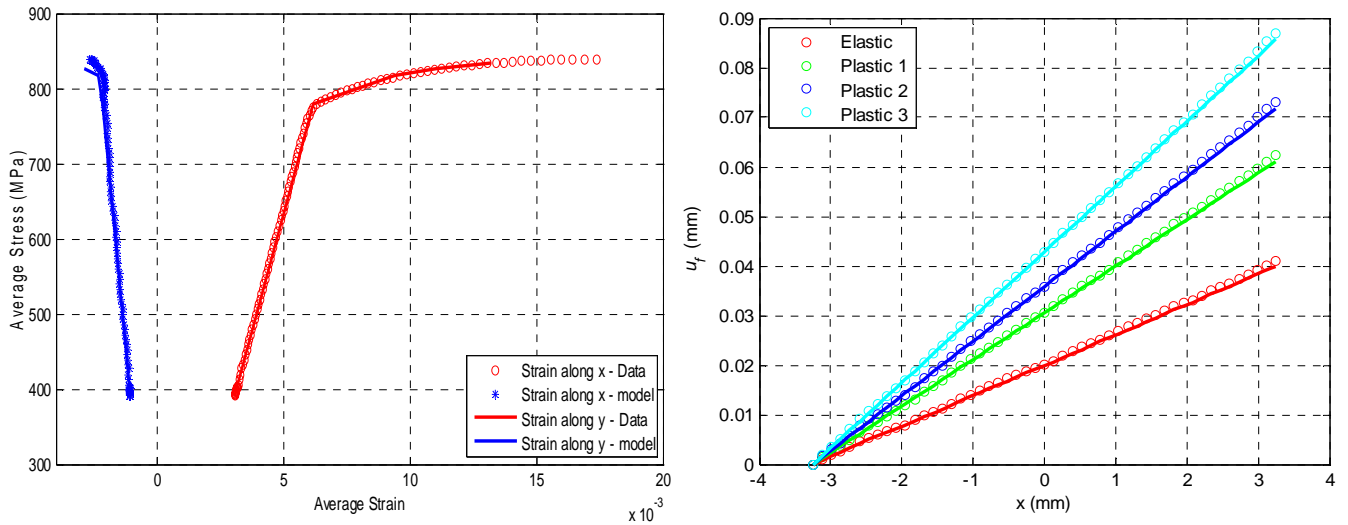 900
800
700
600
500
400
300
Average Stress (MPa)
0
5
10
15
20
x 10⁻³
Average Strain
Strain along x - Data
Strain along x - model
Strain along y - Data
Strain along y - model
0.09
0.08
0.07
0.06
0.05
0.04
0.03
0.02
0.01
0
u_f (mm)
-4
-3
-2
-1
0
1
2
3
4
x (mm)
Elastic
Plastic 1
Plastic 2
Plastic 3